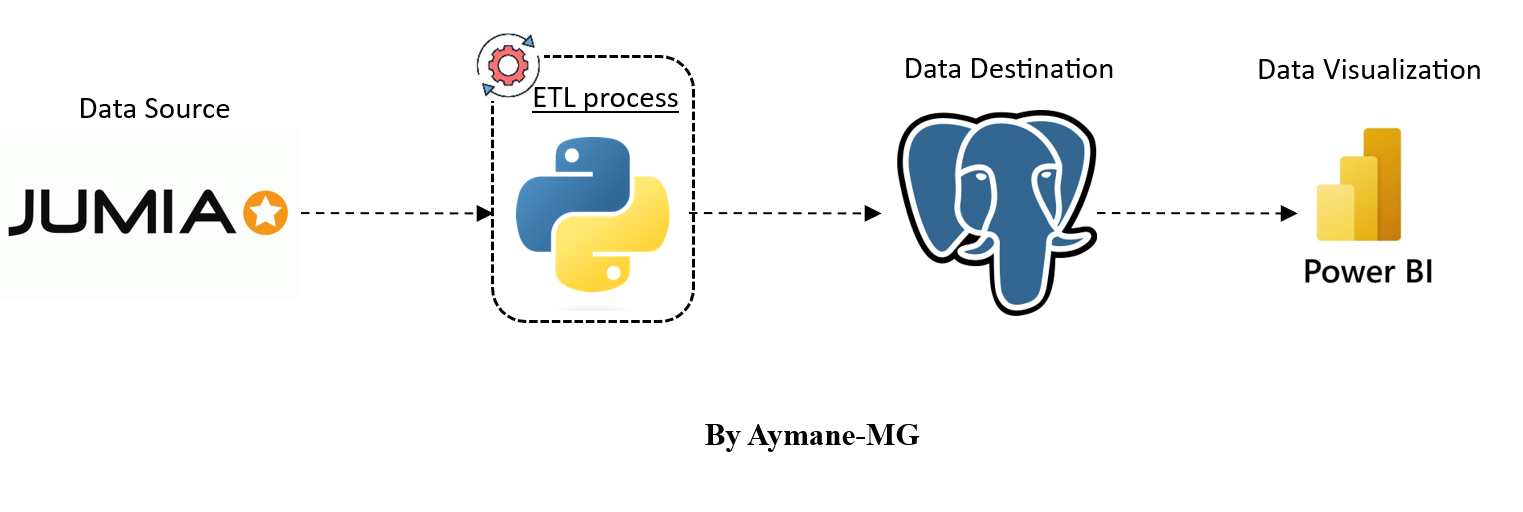 Data Source
JUMIA
ETL process
Data Destination
Data Visualization
Power BI
By Aymane-MG